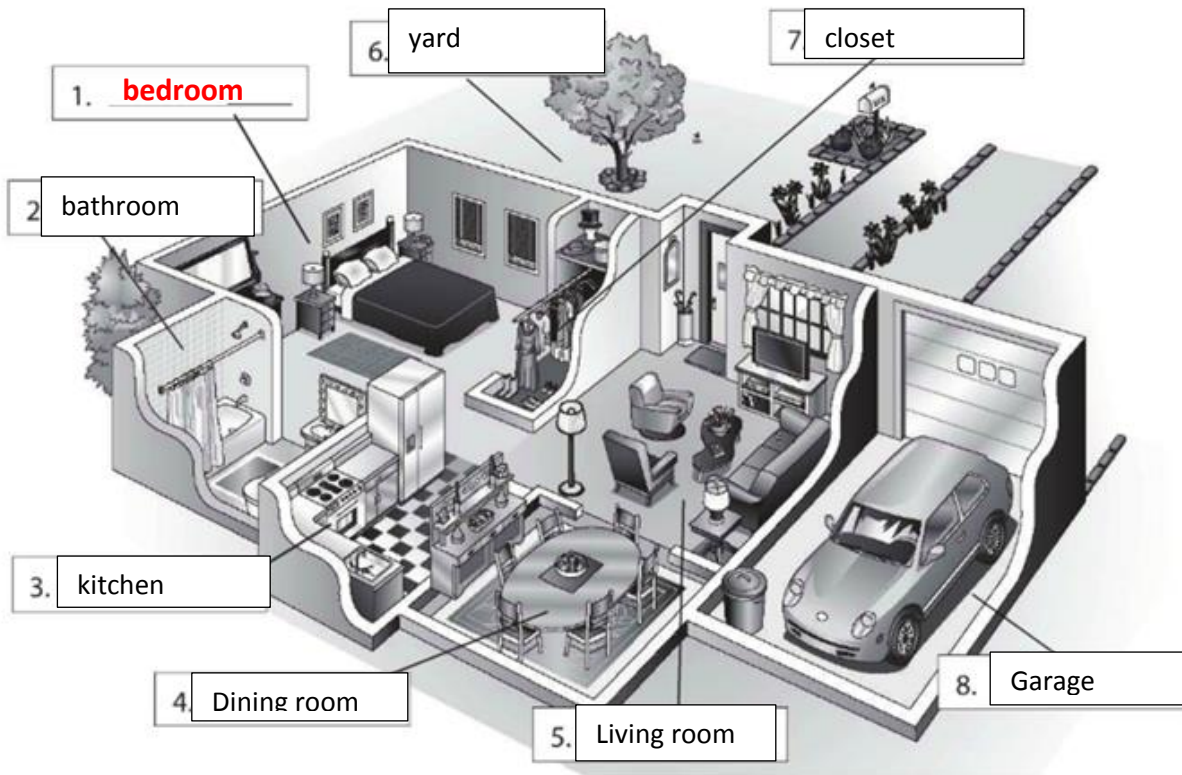 1. bedroom
2 bathroom
3. kitchen
4. Dining room
5. Living room
6. yard
7. closet
8. Garage